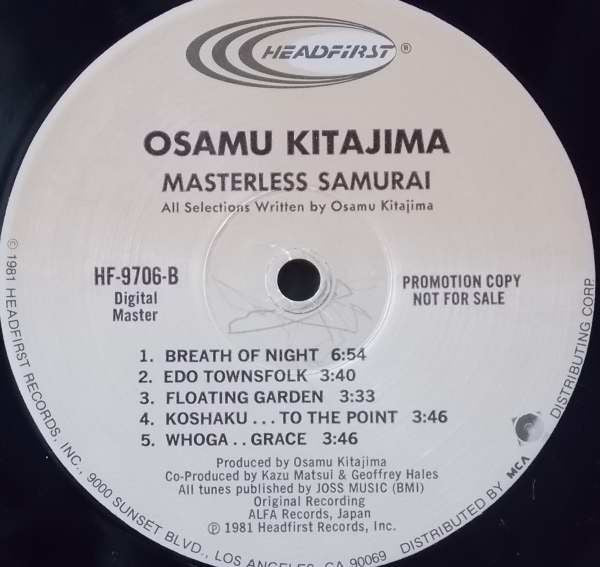 HEADFIRST®
OSAMU KITAJIMA
MASTERLESS SAMURAI
All Selections Written by Osamu Kitajima
HF-9706-B
Digital
Master
PROMOTION COPY
NOT FOR SALE
1. BREATH OF NIGHT 6:54
2. EDO TOWNSFOLK 3:40
3. FLOATING GARDEN 3:33
4. KOSHAKU . . . TO THE POINT 3:46
5. WHOGA . . GRACE 3:46
Produced by Osamu Kitajima
Co-Produced by Kazu Matsui & Geoffrey Hales
All tunes published by JOSS MUSIC (BMI)
Original Recording
ALFA Records, Japan
℗ 1981 Headfirst Records, Inc.
© 1981 HEADFIRST RECORDS, INC., 9000 SUNSET BLVD., LOS ANGELES, CA 90069 DISTRIBUTED BY MCA DISTRIBUTING CORP